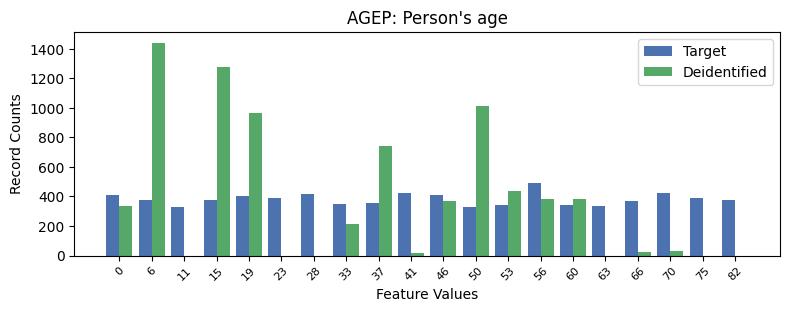 AGEP: Person's age
Record Counts
1400
1200
1000
800
600
400
200
0
Target
Deidentified
0 6 11 15 19 23 28 33 37 41 46 50 53 56 60 63 66 70 75 82
Feature Values